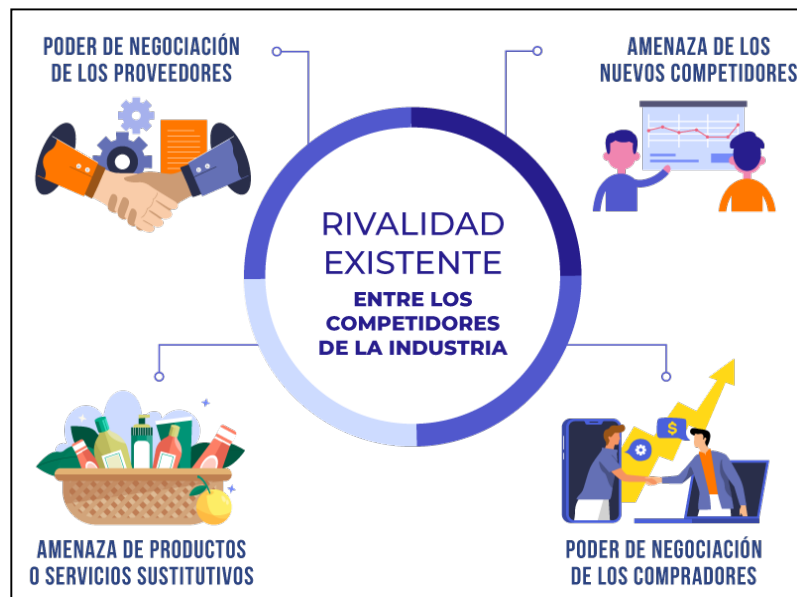 PODER DE NEGOCIACIÓN
DE LOS PROVEEDORES
AMENAZA DE LOS
NUEVOS COMPETIDORES
RIVALIDAD
EXISTENTE
ENTRE LOS
COMPETIDORES
DE LA INDUSTRIA
$
AMENAZA DE PRODUCTOS
O SERVICIOS SUSTITUTIVOS
PODER DE NEGOCIACIÓN
DE LOS COMPRADORES